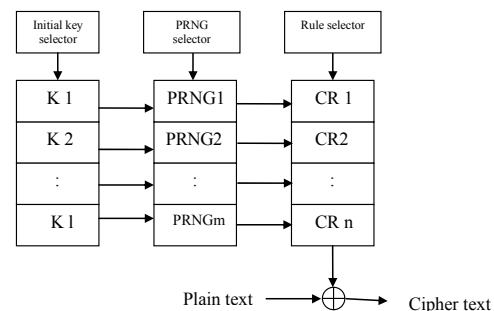 Initial key
selector
PRNG
selector
Rule selector
K 1
PRNG1
CR 1
K 2
PRNG2
CR2
:
:
:
K l
PRNGm
CR n
Plain text
Cipher text